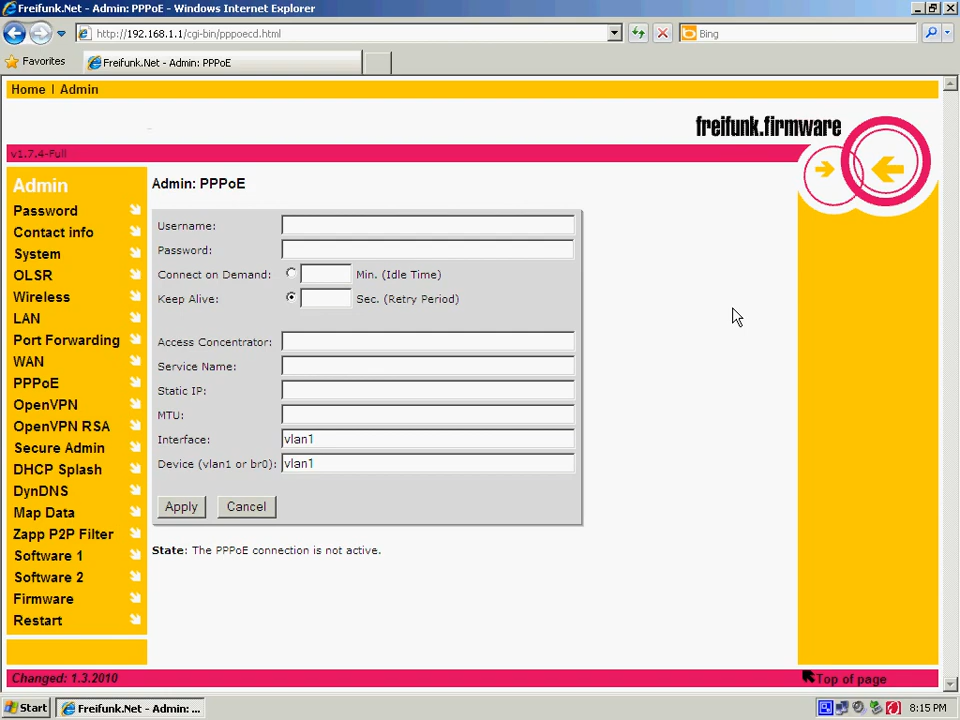 Freifunk.Net - Admin: PPPoE - Windows Internet Explorer
http://192.168.1.1/cgi-bin/pppoecd.html
Bing
Favorites
Freifunk.Net - Admin: PPPoE
Home | Admin
freifunk.firmware
v1.7.4-Full
Admin
Password
Contact info
System
OLSR
Wireless
LAN
Port Forwarding
WAN
PPPoE
OpenVPN
OpenVPN RSA
Secure Admin
DHCP Splash
DynDNS
Map Data
Zapp P2P Filter
Software 1
Software 2
Firmware
Restart
Admin: PPPoE
Username:
Password:
Connect on Demand: Min. (Idle Time)
Keep Alive: Sec. (Retry Period)
Access Concentrator:
Service Name:
Static IP:
MTU:
Interface: vlan1
Device (vlan1 or br0): vlan1
Apply Cancel
State: The PPPoE connection is not active.
Changed: 1.3.2010
Top of page
Start
Freifunk.Net - Admin: ...
8:15 PM